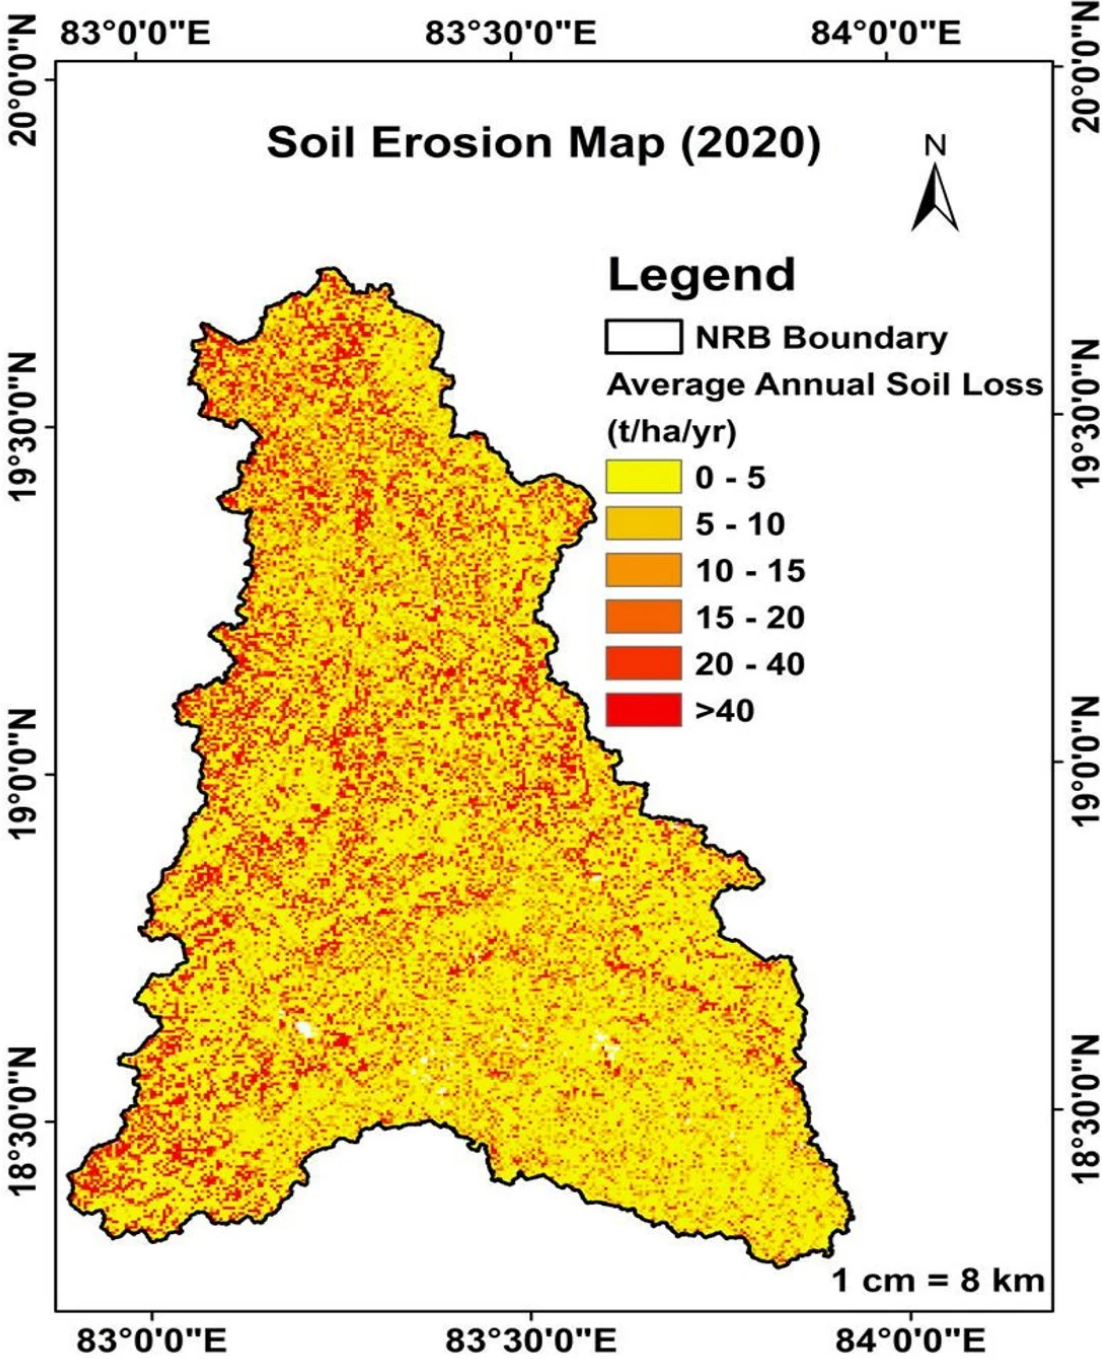 83°0'0"E 83°30'0"E 84°0'0"E
20°0'0"N
20°0'0"N
Soil Erosion Map (2020)
N
Legend
NRB Boundary
Average Annual Soil Loss
(t/ha/yr)
0 - 5
5 - 10
10 - 15
15 - 20
20 - 40
>40
19°30'0"N
19°30'0"N
19°0'0"N
19°0'0"N
18°30'0"N
18°30'0"N
1 cm = 8 km
83°0'0"E 83°30'0"E 84°0'0"E